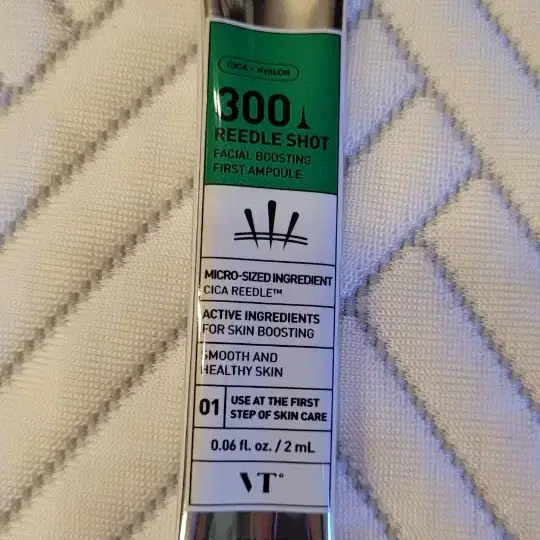 CICA + HYALON
300
REEDLE SHOT
FACIAL BOOSTING
FIRST AMPOULE
MICRO-SIZED INGREDIENT
CICA REEDLE™
ACTIVE INGREDIENTS
FOR SKIN BOOSTING
SMOOTH AND
HEALTHY SKIN
01 USE AT THE FIRST
STEP OF SKIN CARE
0.06 fl. oz. / 2 mL
VT®